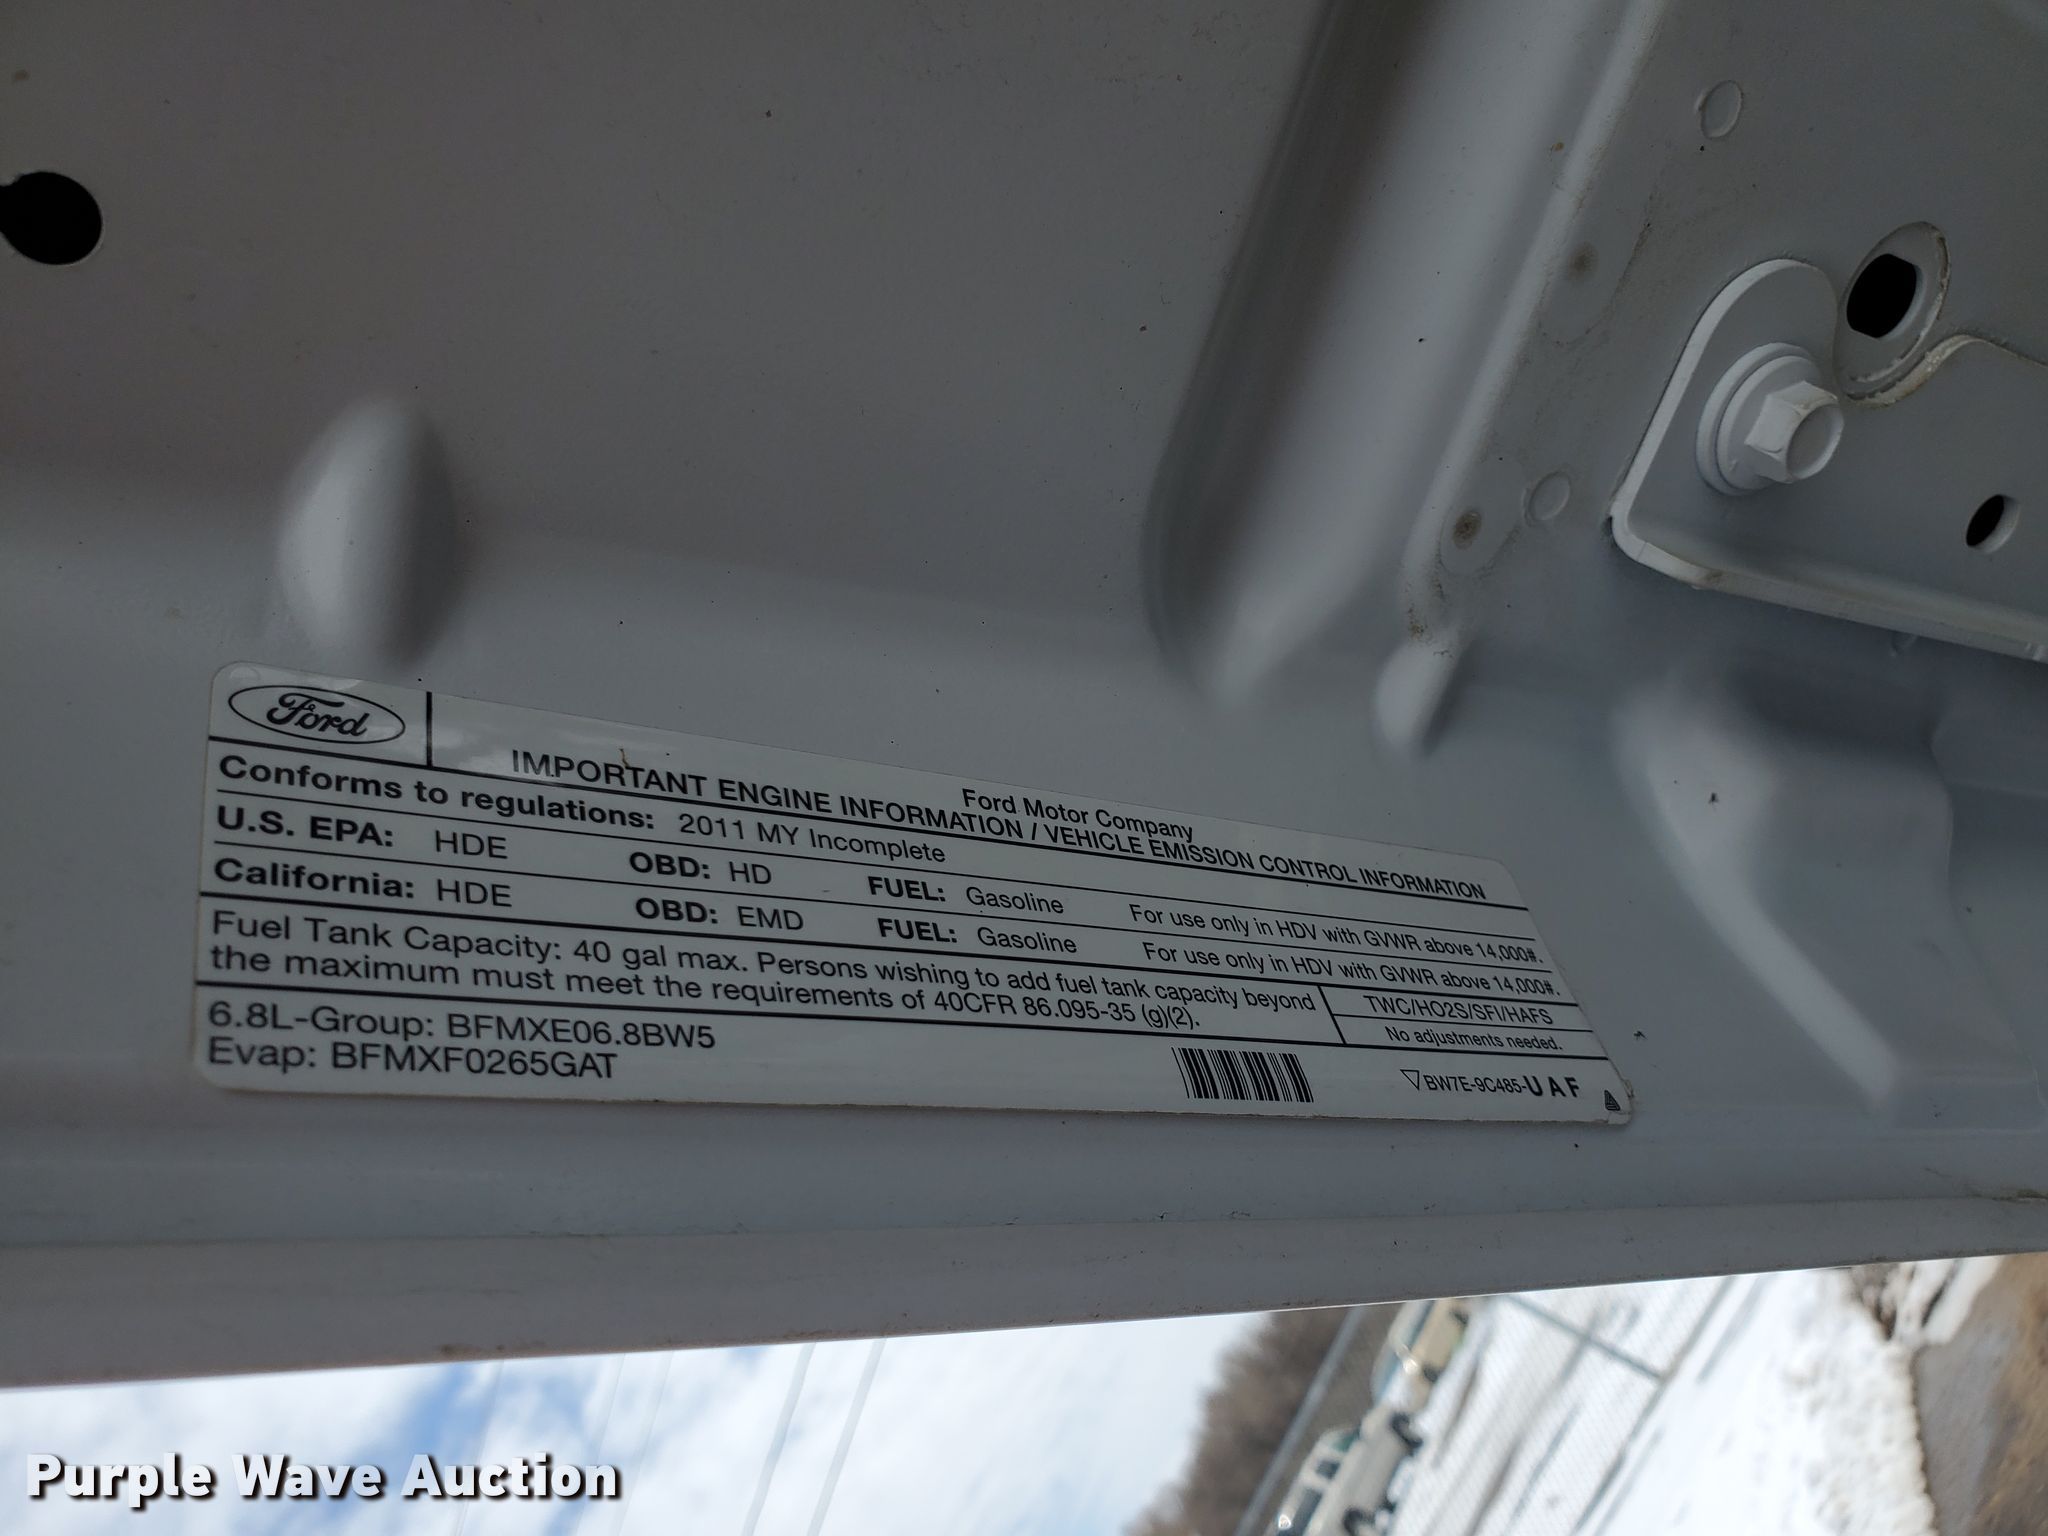 Ford
Ford Motor Company
IMPORTANT ENGINE INFORMATION / VEHICLE EMISSION CONTROL INFORMATION
Conforms to regulations: 2011 MY Incomplete
U.S. EPA: HDE OBD: HD FUEL: Gasoline For use only in HDV with GVWR above 14,000#.
California: HDE OBD: EMD FUEL: Gasoline For use only in HDV with GVWR above 14,000#.
Fuel Tank Capacity: 40 gal max. Persons wishing to add fuel tank capacity beyond
the maximum must meet the requirements of 40CFR 86.095-35 (g)(2).
TWC/HO2S/SFI/HAFS
No adjustments needed.
6.8L-Group: BFMXE06.8BW5
Evap: BFMXF0265GAT
BW7E-9C485-U A F
Purple Wave Auction